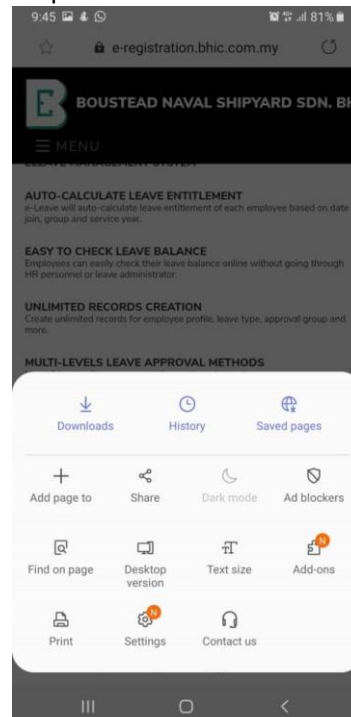 9:45
81%
e-registration.bhic.com.my
BOUSTEAD NAVAL SHIPYARD SDN. BH
MENU
AUTO-CALCULATE LEAVE ENTITLEMENT
e-Leave will auto-calculate leave entitlement of each employee based on date
join, group and service year.
EASY TO CHECK LEAVE BALANCE
Employees can easily check their leave balance online without going through
HR personnel or leave administrator.
UNLIMITED RECORDS CREATION
Create unlimited records for employee profile, leave type, approval group and
more.
MULTI-LEVELS LEAVE APPROVAL METHODS
Downloads History Saved pages
Add page to Share Dark mode Ad blockers
Find on page Desktop version Text size Add-ons
N
Print Settings Contact us
N